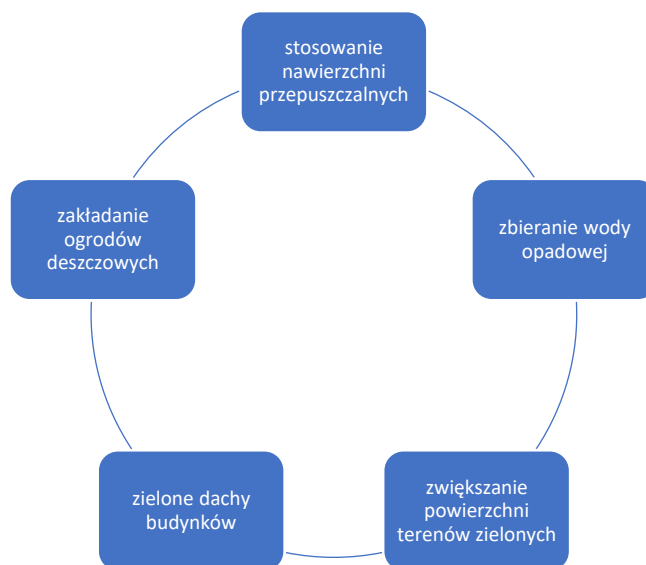 stosowanie
nawierzchni
przepuszczalnych
zbieranie wody
opadowej
zwiększanie
powierzchni
terenów zielonych
zielone dachy
budynków
zakładanie
ogrodów
deszczowych